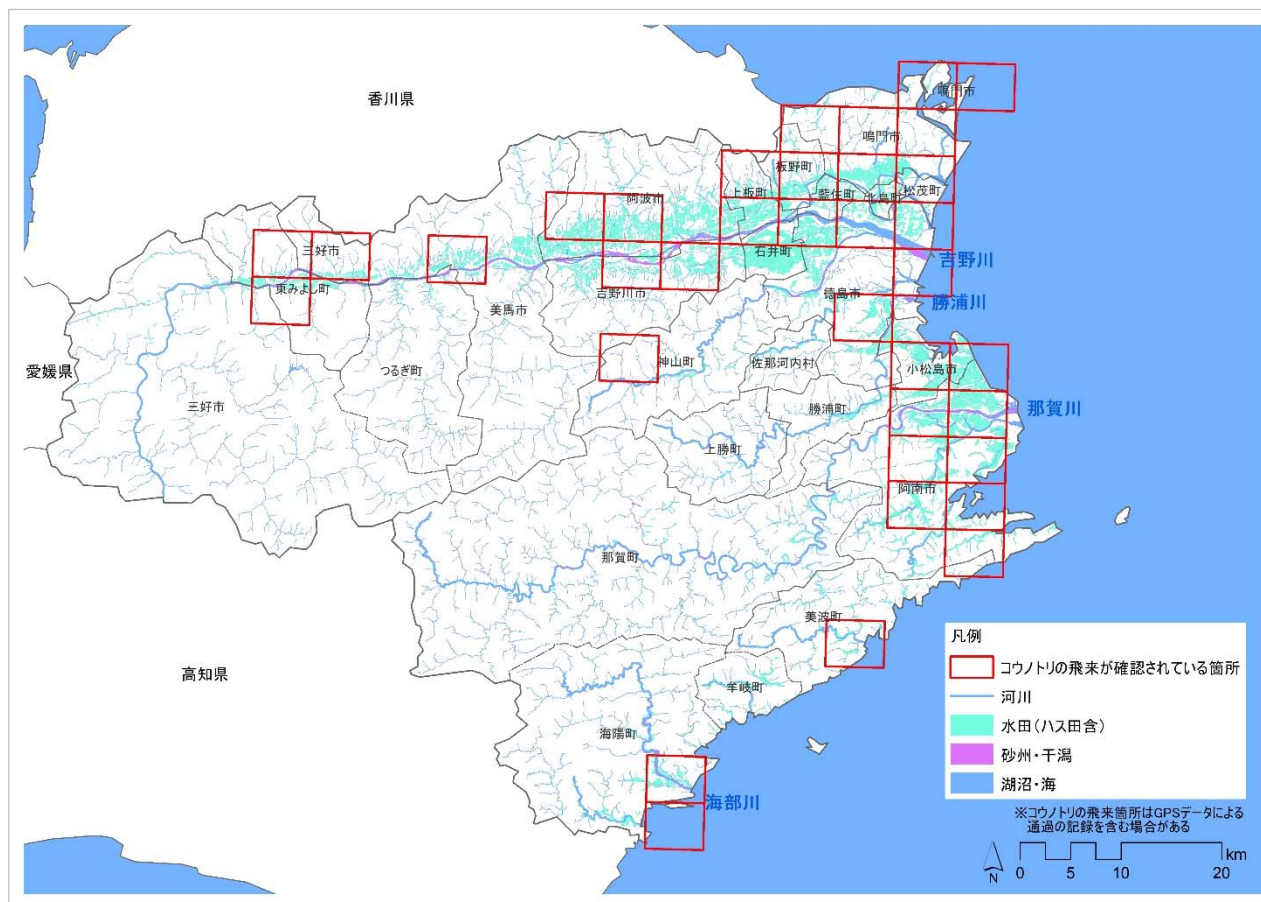 香川県
鳴門市
鳴門市
板野町
上板町
藍住町
北島町
松茂町
阿波市
石井町
吉野川
三好市
東みよし町
吉野川市
徳島市
勝浦川
美馬市
神山町
佐那河内村
小松島市
愛媛県
つるぎ町
三好市
勝浦町
那賀川
上勝町
阿南市
那賀町
美波町
高知県
牟岐町
海陽町
海部川
凡例
コウノトリの飛来が確認されている箇所
河川
水田(ハス田含)
砂州・干潟
湖沼・海
※コウノトリの飛来箇所はGPSデータによる
通過の記録を含む場合がある
N
km
0 5 10 20